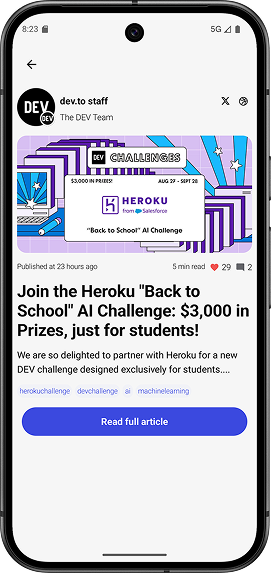 8:23
5G
DEV
DEV
dev.to staff
The DEV Team
DEV CHALLENGES
$3,000 IN PRIZES!
AUG 29 - SEPT 28
HEROKU
from Salesforce
"Back to School" AI Challenge
Published at 23 hours ago
5 min read
29
2
Join the Heroku "Back to
School" AI Challenge: $3,000 in
Prizes, just for students!
We are so delighted to partner with Heroku for a new
DEV challenge designed exclusively for students....
herokuchallenge devchallenge ai machinelearning
Read full article